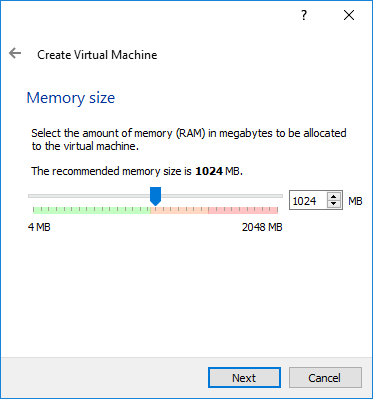 ?
Create Virtual Machine
Memory size
Select the amount of memory (RAM) in megabytes to be allocated
to the virtual machine.
The recommended memory size is 1024 MB.
1024 MB
4 MB 2048 MB
Next Cancel